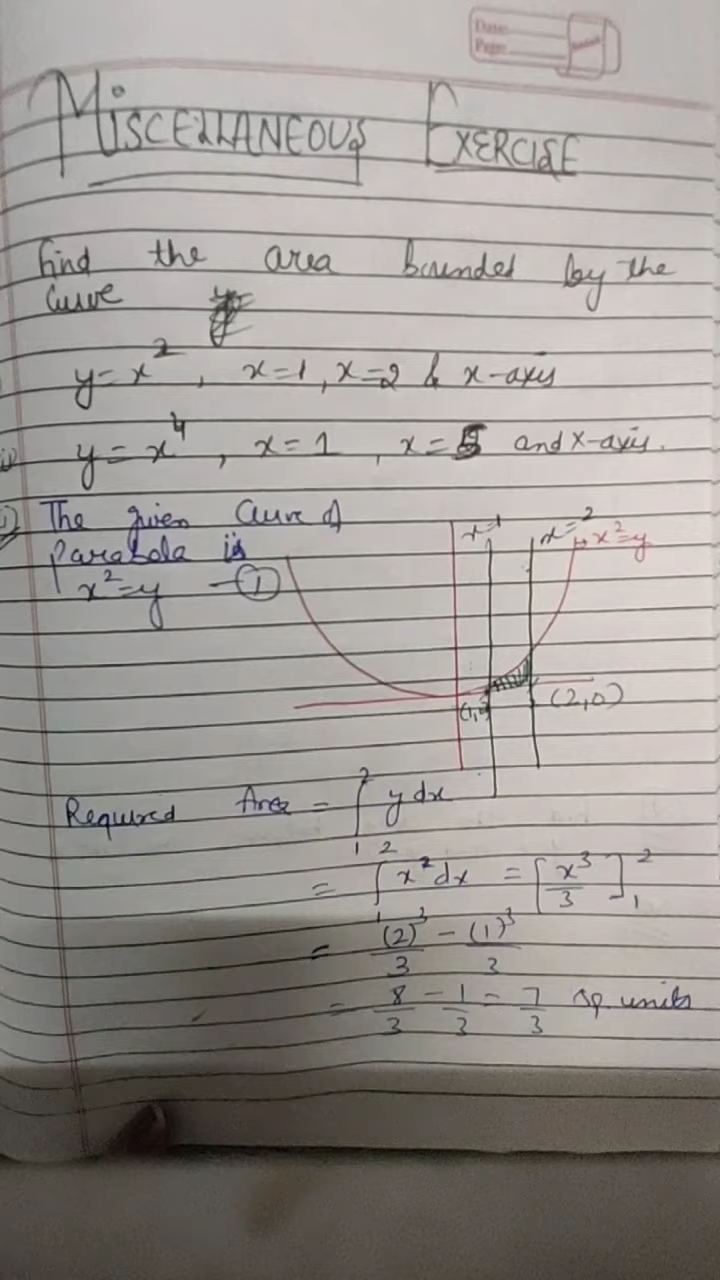 Date:
Page:
MISCELLANEOUS EXERCISE
Find the area bounded by the
Curve
y = x², x=1, x=2 & x-axis
ii) y = x⁴, x = 1, x = 5 and x-axis.
i) The given Curve of
Parabola is
x²=y —①
x=1 x=2 x²=y
(1,0) (2,0)
Required Area = ∫₁² y dx
= ∫₁² x² dx = [x³/3]₁²
= (2)³/3 - (1)³/3
= 8/3 - 1/3 = 7/3 sq units